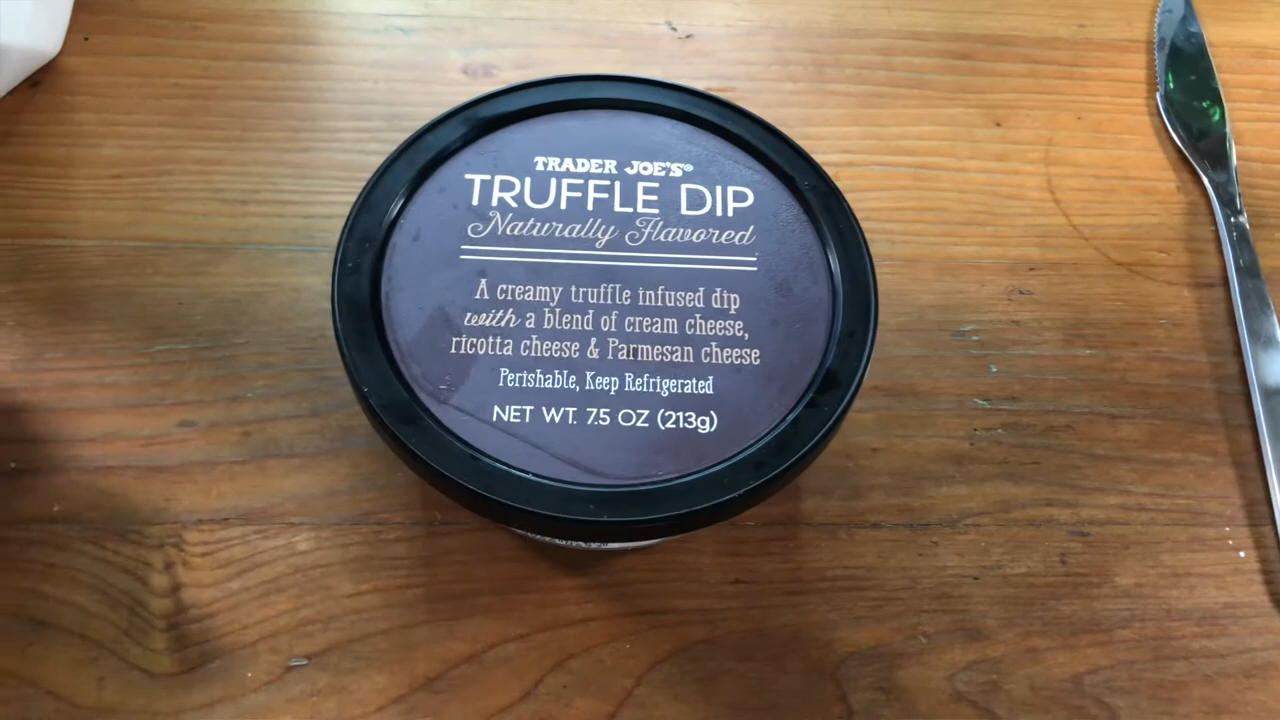 TRADER JOE'S®
TRUFFLE DIP
Naturally Flavored
A creamy truffle infused dip
with a blend of cream cheese,
ricotta cheese & Parmesan cheese
Perishable, Keep Refrigerated
NET WT. 7.5 OZ (213g)